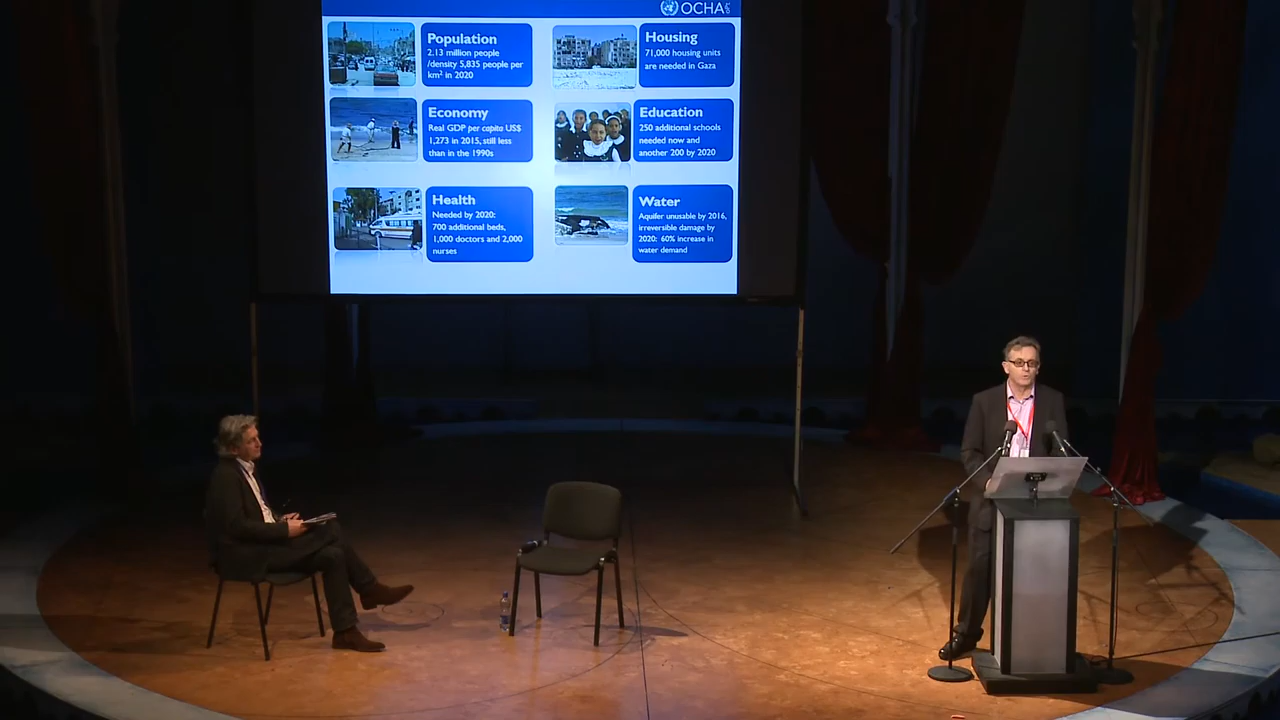 OCHA
Population
2.13 million people
/density 5,835 people per
km² in 2020
Housing
71,000 housing units
are needed in Gaza
Economy
Real GDP per capita US$
1,273 in 2015, still less
than in the 1990s
Education
250 additional schools
needed now and
another 200 by 2020
Health
Needed by 2020:
700 additional beds,
1,000 doctors and 2,000
nurses
Water
Aquifer unusable by 2016,
irreversible damage by
2020: 60% increase in
water demand